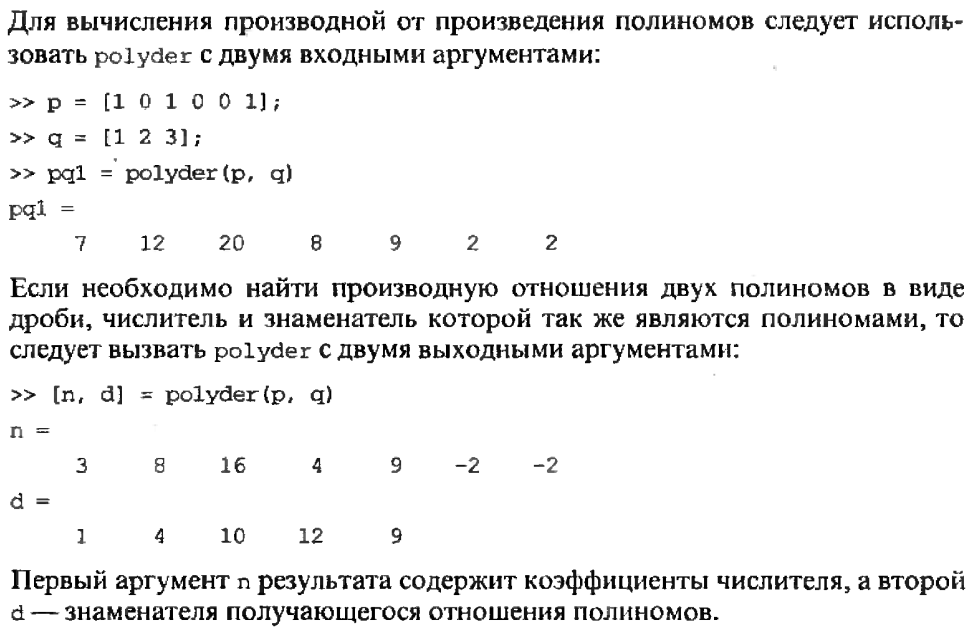 Для вычисления производной от произведения полиномов следует исполь-
зовать polyder с двумя входными аргументами:
>> p = [1 0 1 0 0 1];
>> q = [1 2 3];
>> pq1 = polyder(p, q)
pq1 =
7 12 20 8 9 2 2
Если необходимо найти производную отношения двух полиномов в виде
дроби, числитель и знаменатель которой так же являются полиномами, то
следует вызвать polyder с двумя выходными аргументами:
>> [n, d] = polyder(p, q)
n =
3 8 16 4 9 -2 -2
d =
1 4 10 12 9
Первый аргумент n результата содержит коэффициенты числителя, а второй
d — знаменателя получающегося отношения полиномов.